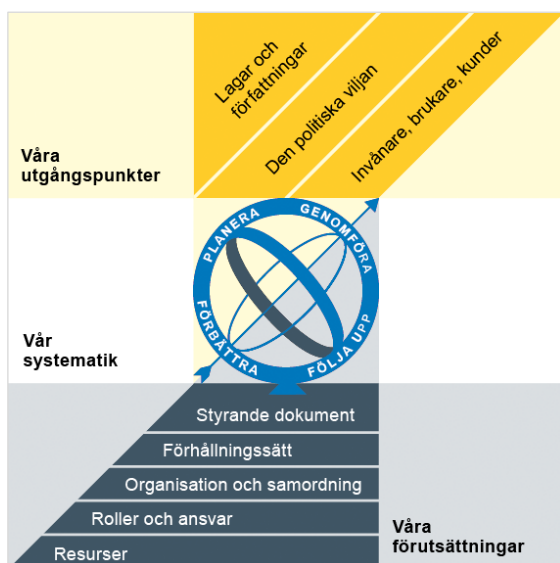 Lagar och
författningar
Den politiska viljan
Invånare, brukare, kunder
Våra
utgångspunkter
PLANERA
GENOMFÖRA
FÖLJA UPP
FÖRBÄTTRA
Vår
systematik
Styrande dokument
Förhållningssätt
Organisation och samordning
Roller och ansvar
Resurser
Våra
förutsättningar